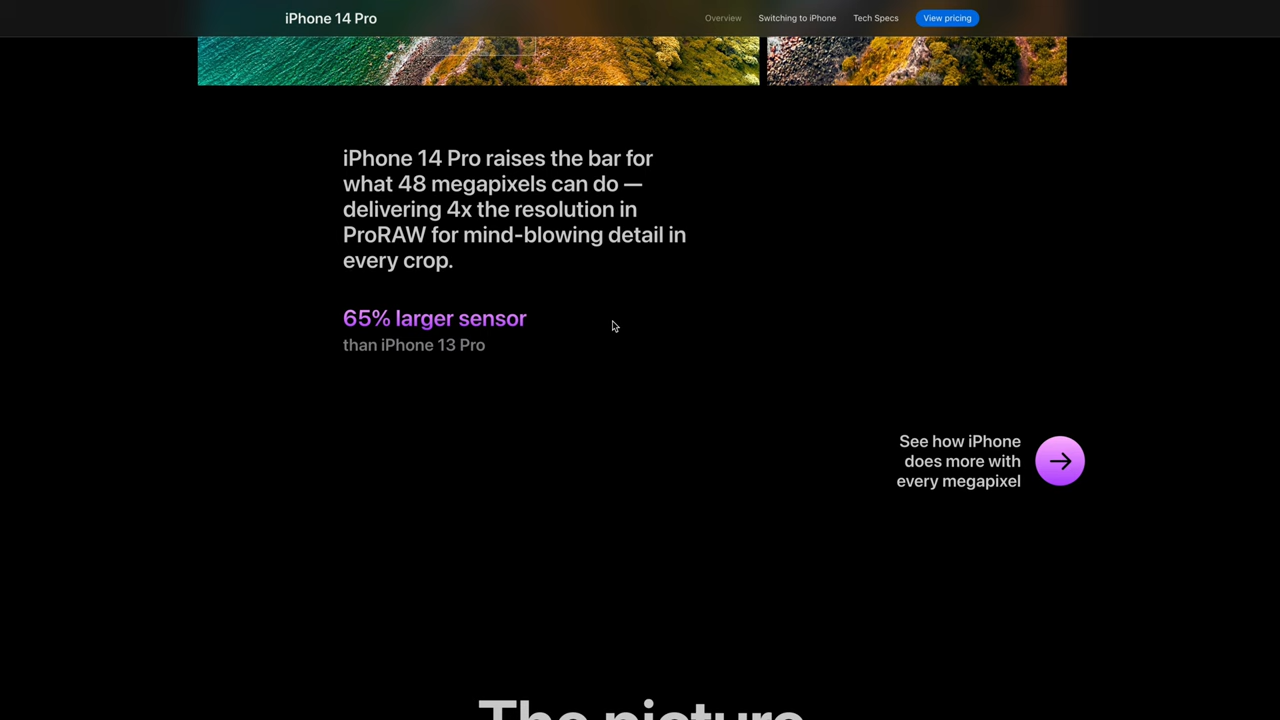 iPhone 14 Pro
Overview
Switching to iPhone
Tech Specs
View pricing
iPhone 14 Pro raises the bar for
what 48 megapixels can do —
delivering 4x the resolution in
ProRAW for mind-blowing detail in
every crop.
65% larger sensor
than iPhone 13 Pro
See how iPhone
does more with
every megapixel
The picture